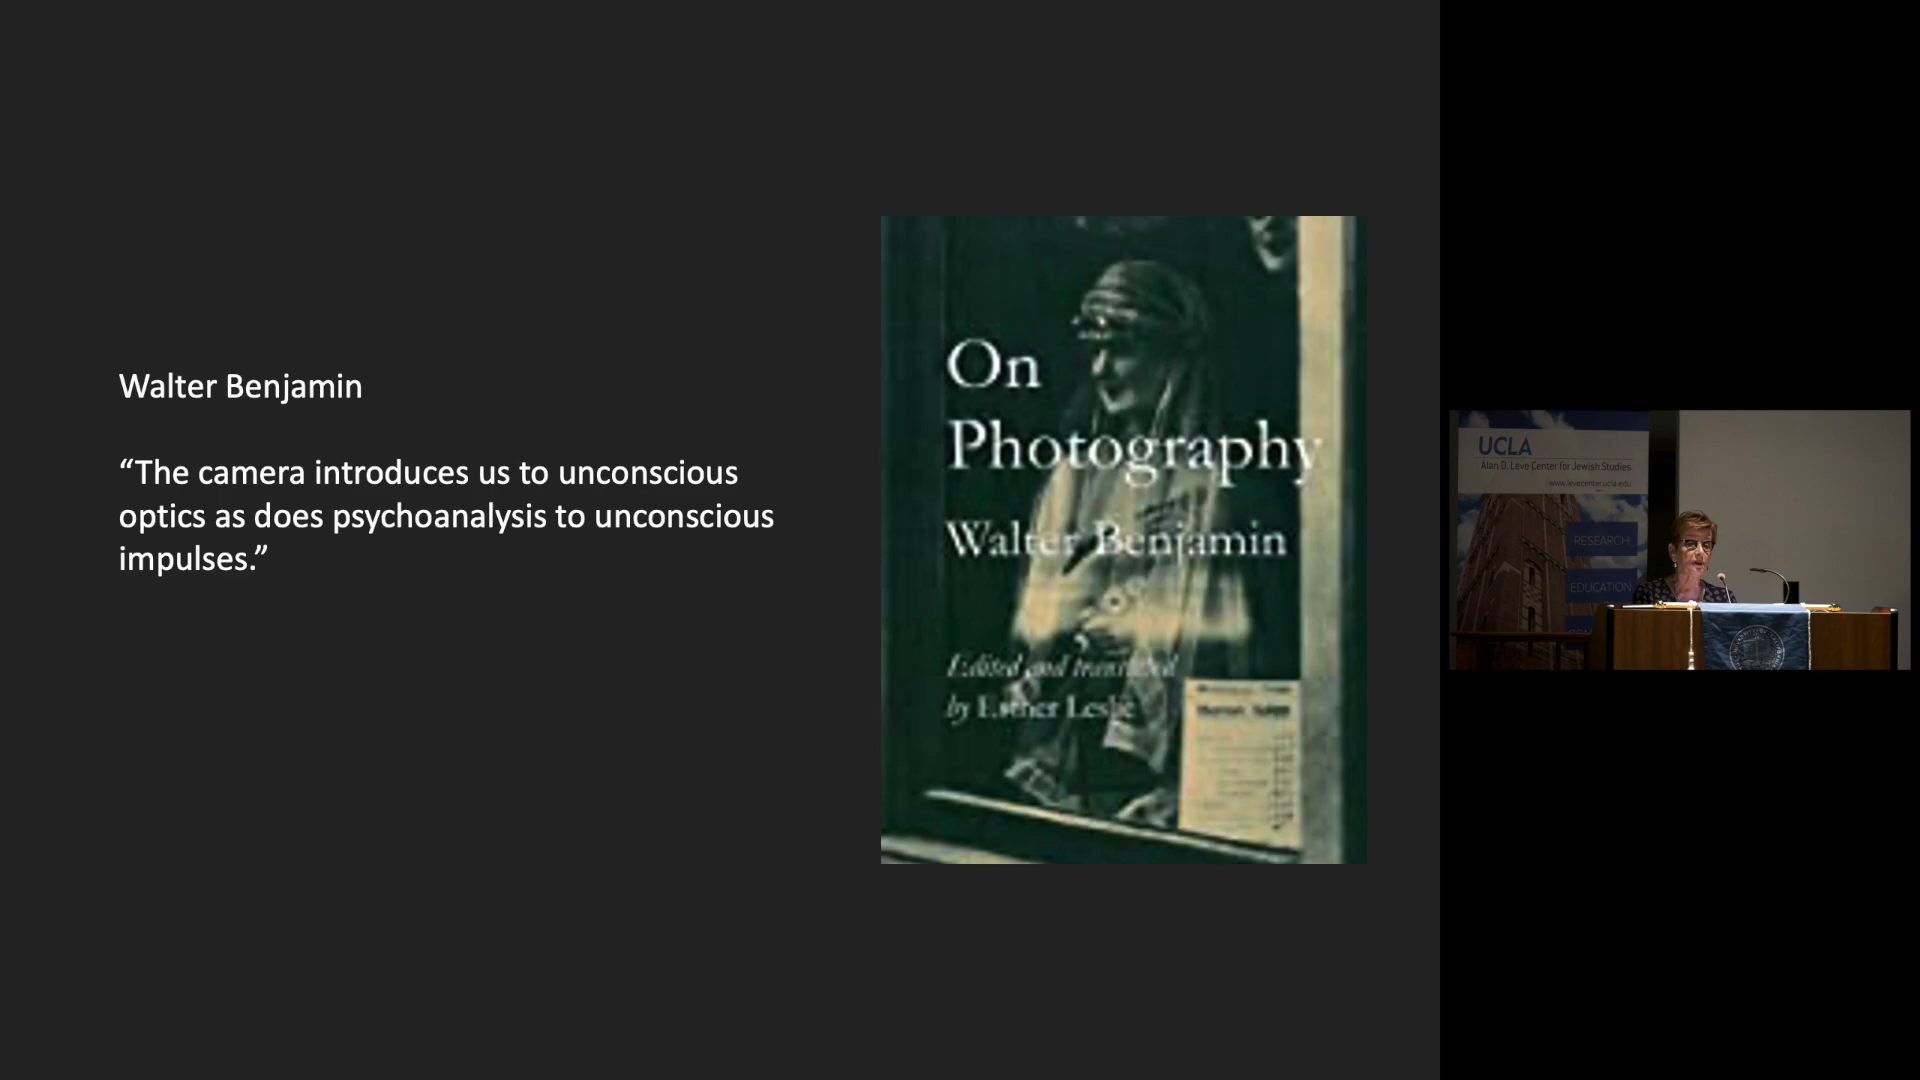 Walter Benjamin
“The camera introduces us to unconscious
optics as does psychoanalysis to unconscious
impulses.”
On
Photography
Walter Benjamin
Edited and translated
by Esther Leslie
UCLA
Alan D. Leve Center for Jewish Studies
www.levecenter.ucla.edu
RESEARCH
EDUCATION